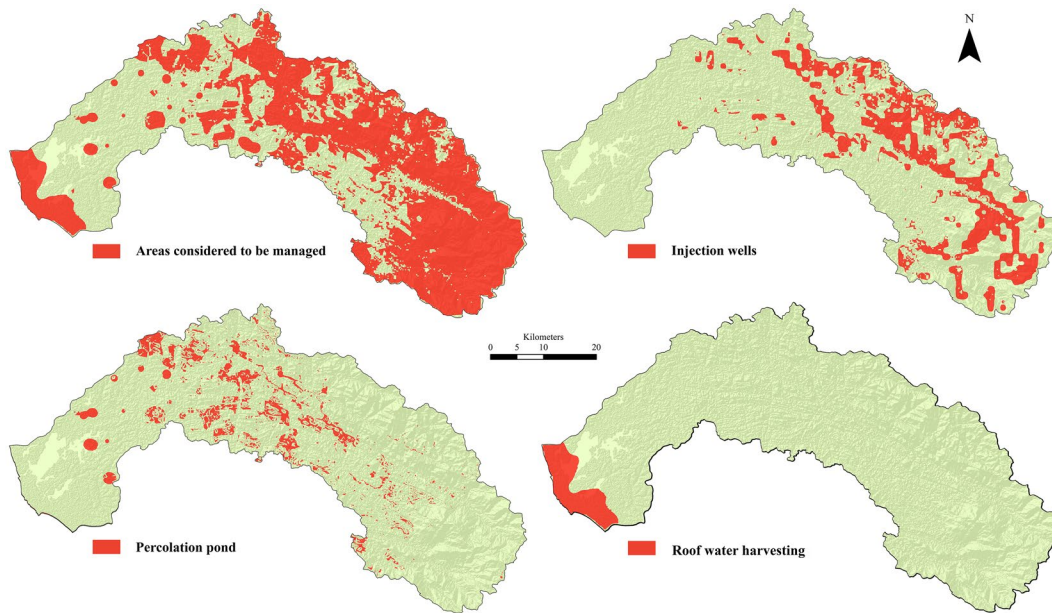 N
Areas considered to be managed
Injection wells
Kilometers
0 5 10 20
Percolation pond
Roof water harvesting